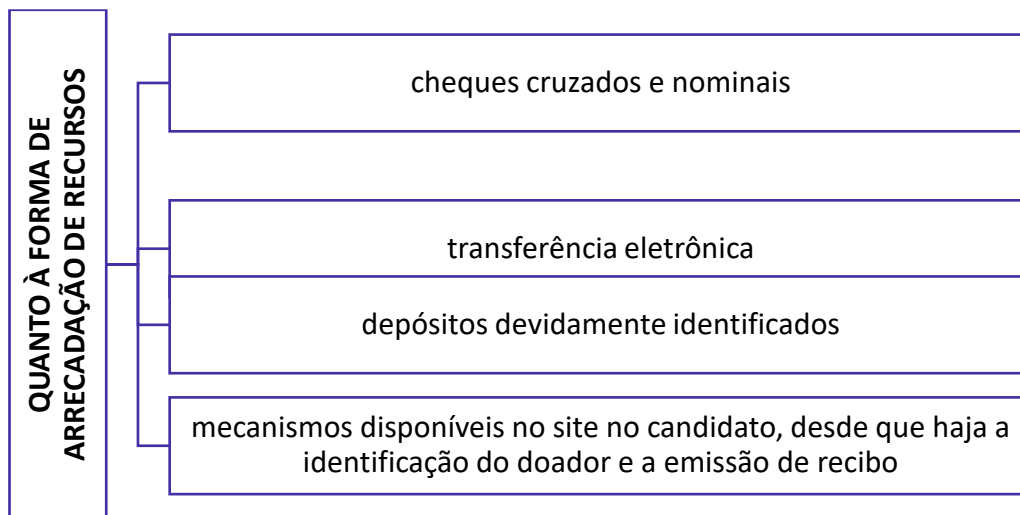 QUANTO À FORMA DE
ARRECADAÇÃO DE RECURSOS
cheques cruzados e nominais
transferência eletrônica
depósitos devidamente identificados
mecanismos disponíveis no site no candidato, desde que haja a
identificação do doador e a emissão de recibo